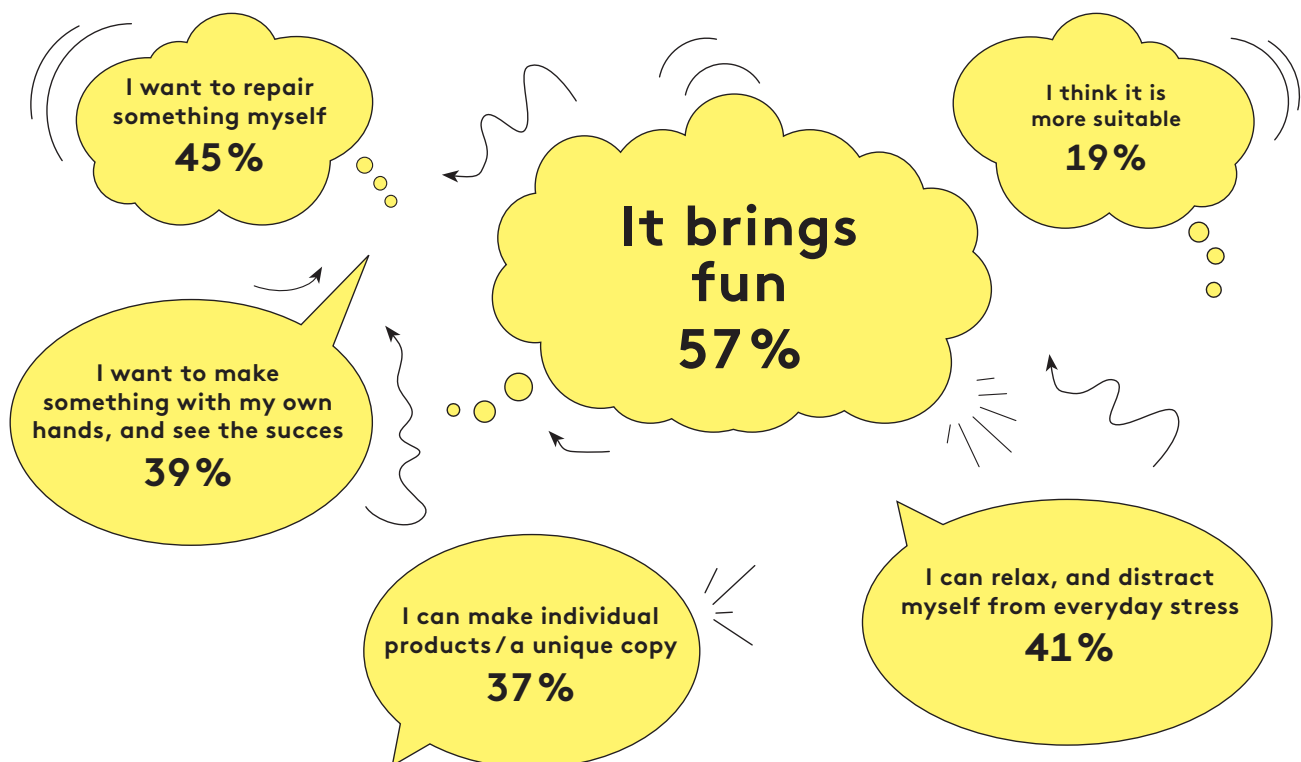 I want to repair
something myself
45%
It brings
fun
57%
I think it is
more suitable
19%
I want to make
something with my own
hands, and see the succes
39%
I can make individual
products/a unique copy
37%
I can relax, and distract
myself from everyday stress
41%